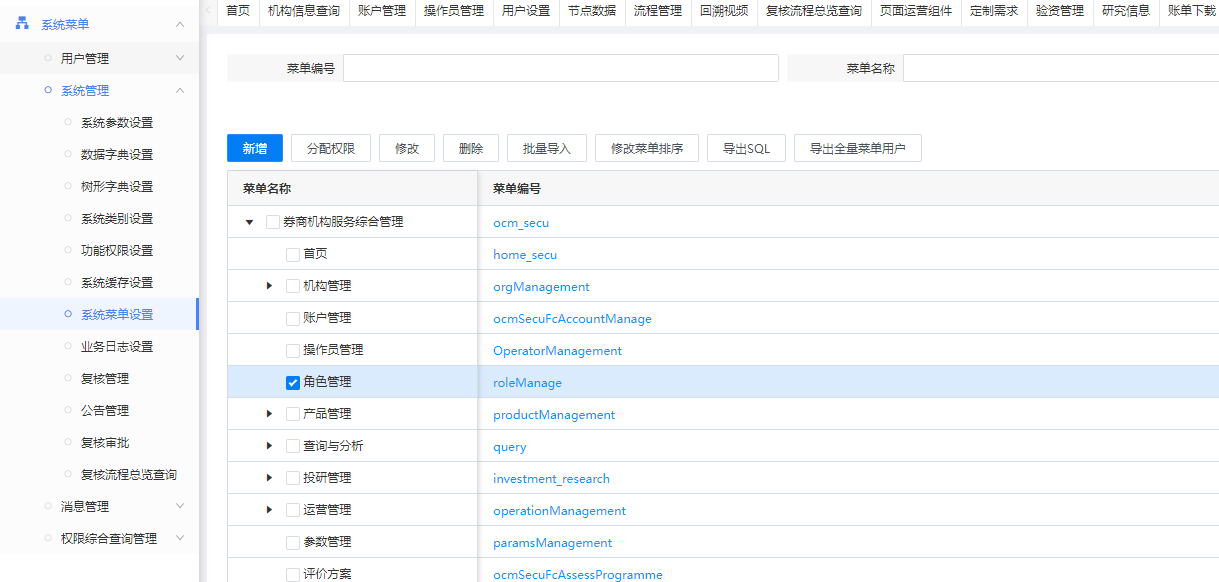 系统菜单
用户管理
系统管理
系统参数设置
数据字典设置
树形字典设置
系统类别设置
功能权限设置
系统缓存设置
系统菜单设置
业务日志设置
复核管理
公告管理
复核审批
复核流程总览查询
消息管理
权限综合查询管理
首页 机构信息查询 账户管理 操作员管理 用户设置 节点数据 流程管理 回溯视频 复核流程总览查询 页面运营组件 定制需求 验资管理 研究信息 账单下载
菜单编号 菜单名称
新增 分配权限 修改 删除 批量导入 修改菜单排序 导出SQL 导出全量菜单用户
菜单名称 菜单编号
券商机构服务综合管理 ocm_secu
首页 home_secu
机构管理 orgManagement
账户管理 ocmSecuFcAccountManage
操作员管理 OperatorManagement
角色管理 roleManage
产品管理 productManagement
查询与分析 query
投研管理 investment_research
运营管理 operationManagement
参数管理 paramsManagement
评价方案 ocmSecuFcAssessProgramme